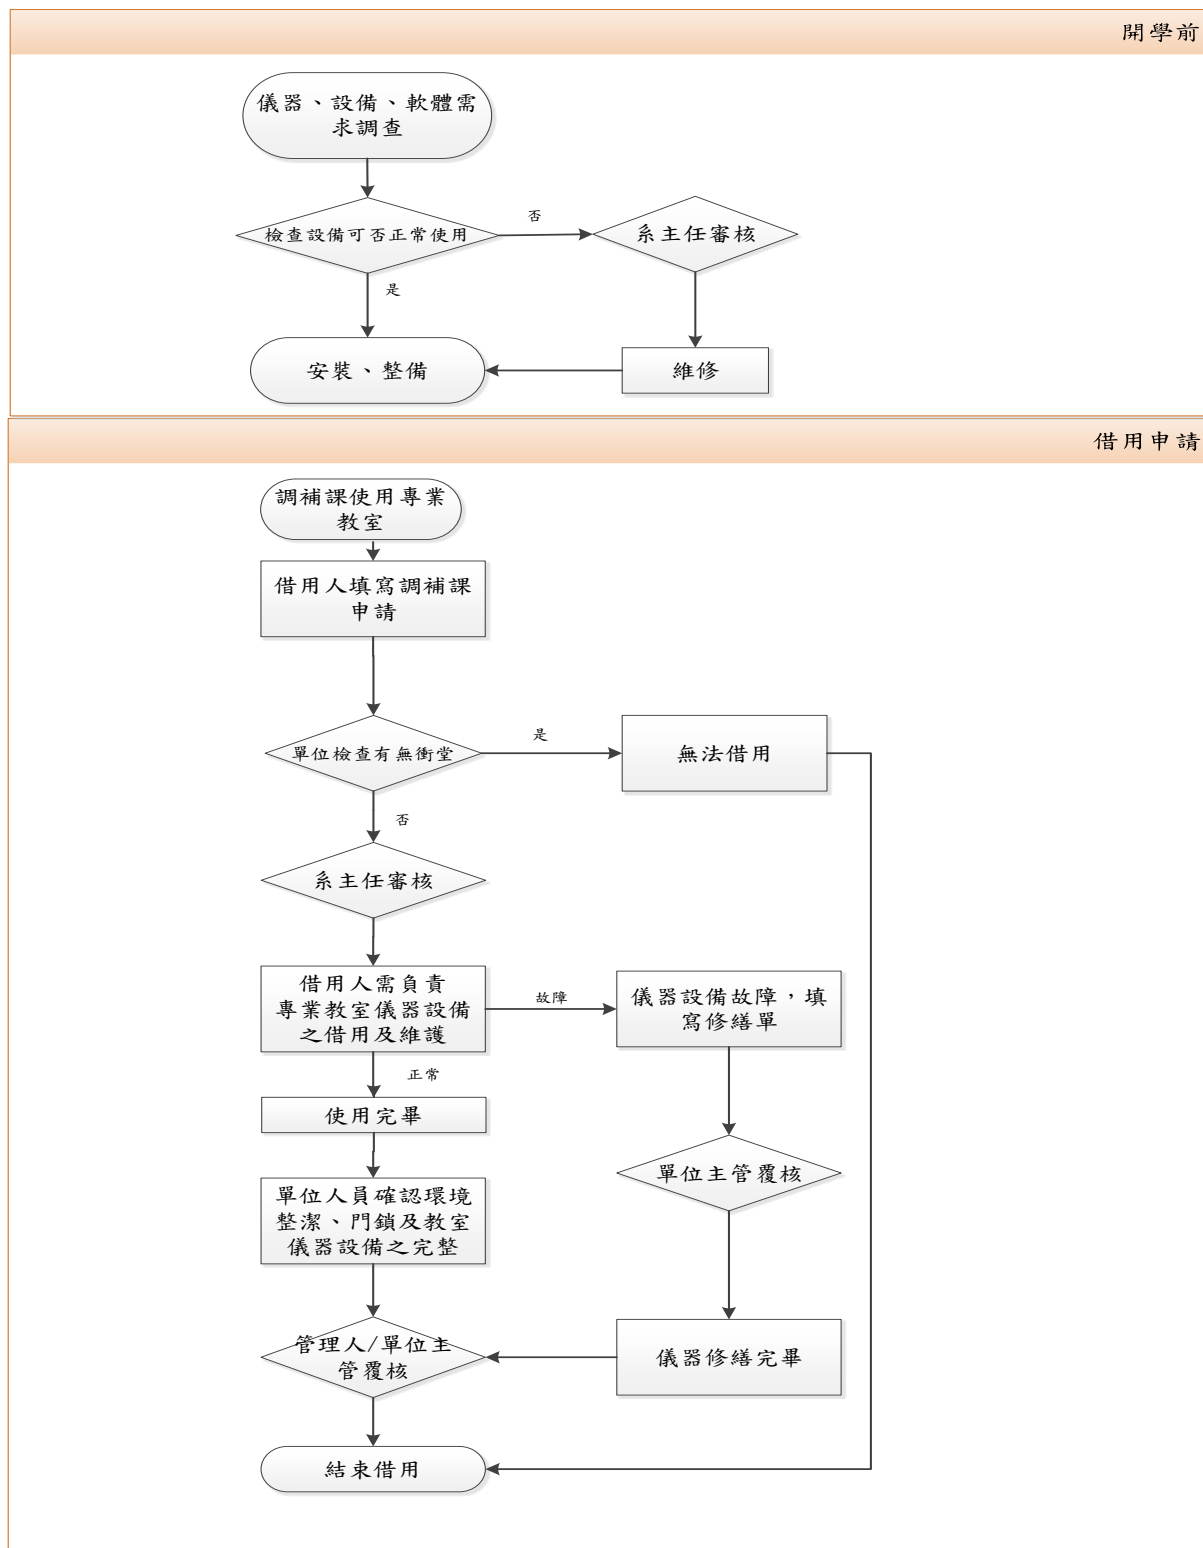 開學前
儀器、設備、軟體需
求調查
檢查設備可否正常使用
否
系主任審核
是
安裝、整備
維修
借用申請
調補課使用專業
教室
借用人填寫調補課
申請
單位檢查有無衝堂
是
無法借用
否
系主任審核
借用人需負責
專業教室儀器設備
之借用及維護
故障
儀器設備故障，填
寫修繕單
正常
使用完畢
單位主管覆核
單位人員確認環境
整潔、門鎖及教室
儀器設備之完整
管理人/單位主
管覆核
儀器修繕完畢
結束借用